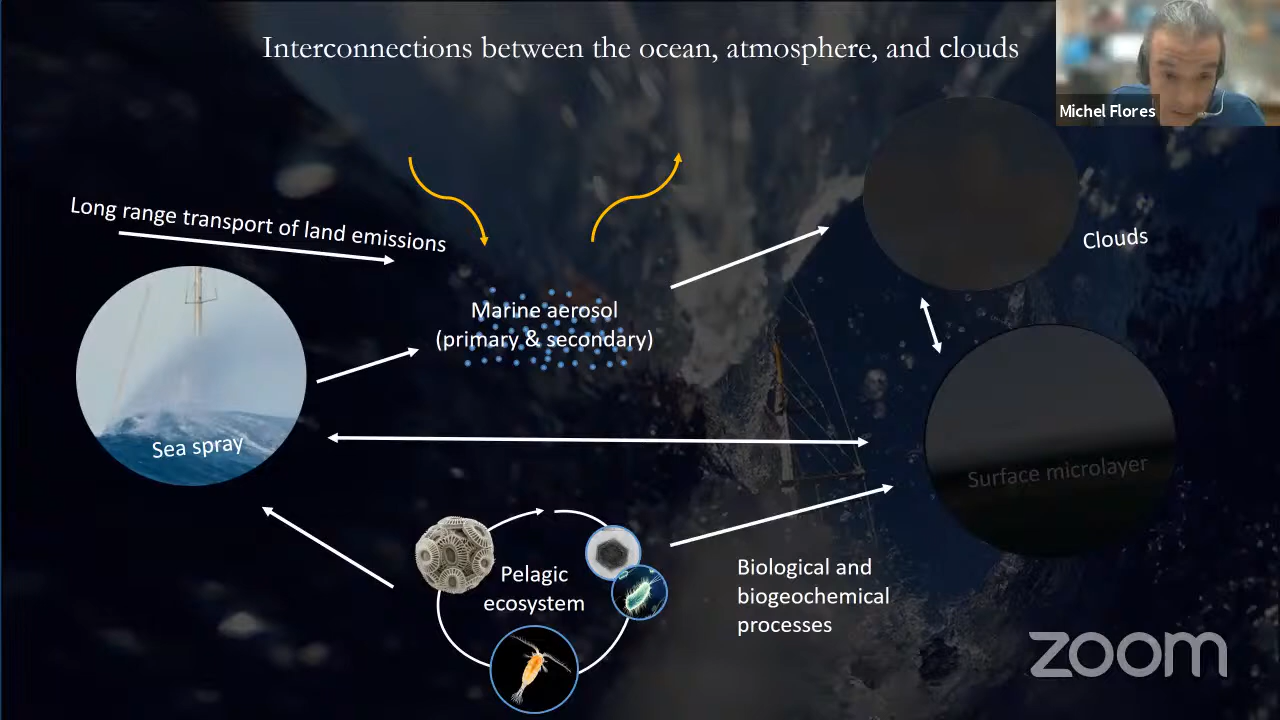 Interconnections between the ocean, atmosphere, and clouds
Michel Flores
Long range transport of land emissions
Clouds
Marine aerosol
(primary & secondary)
Sea spray
Surface microlayer
Pelagic
ecosystem
Biological and
biogeochemical
processes
zoom